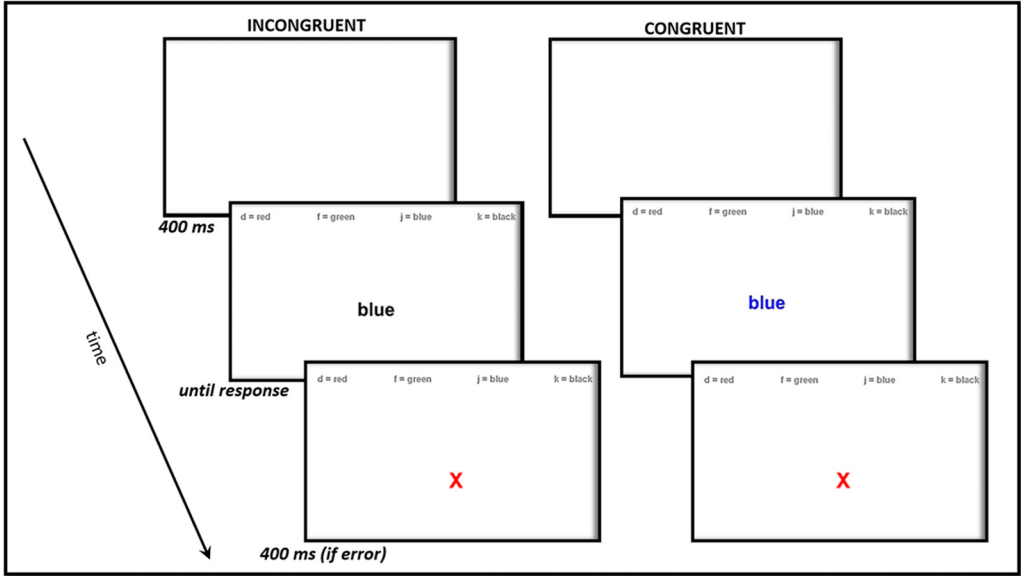 INCONGRUENT
CONGRUENT
400 ms
d = red f = green j = blue k = black
d = red f = green j = blue k = black
blue
blue
time
until response
d = red f = green j = blue k = black
d = red f = green j = blue k = black
X
X
400 ms (if error)